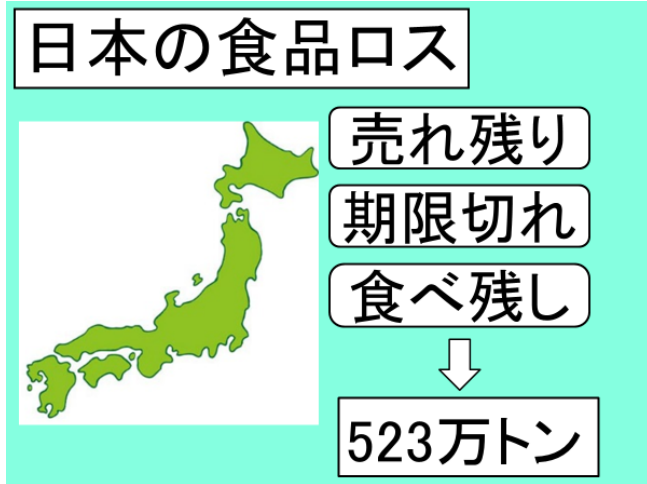 日本の食品ロス
売れ残り
期限切れ
食べ残し
523万トン